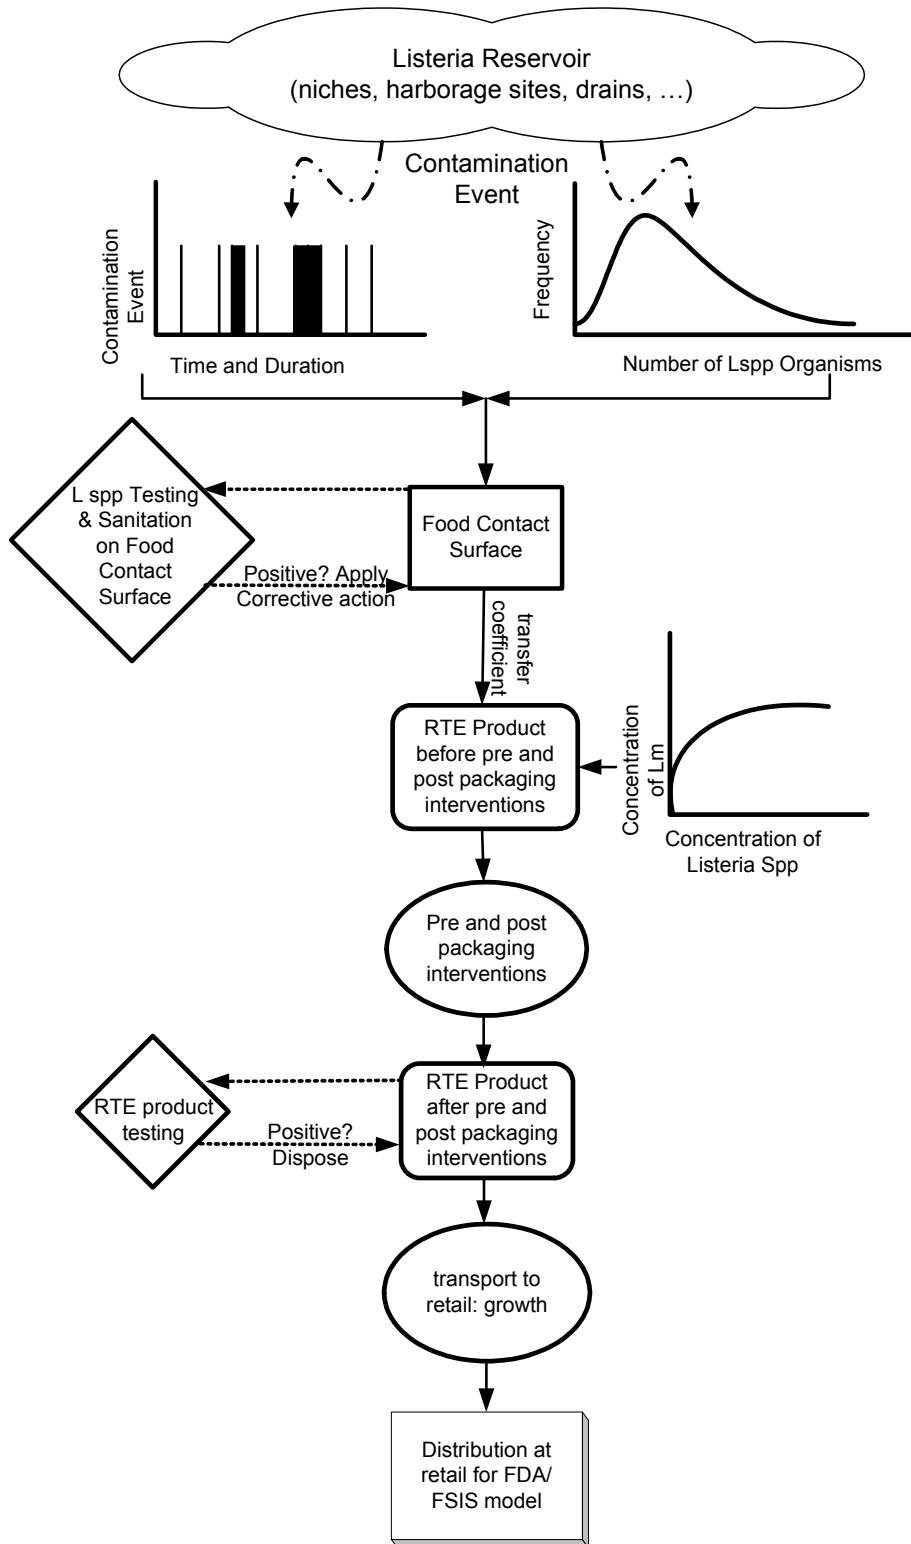 Listeria Reservoir
(niches, harborage sites, drains, …)
Contamination
Event
Contamination
Event
Time and Duration
Frequency
Number of Lspp Organisms
L spp Testing
& Sanitation
on Food
Contact
Surface
Food Contact
Surface
Positive? Apply
Corrective action
transfer
coefficient
RTE Product
before pre and
post packaging
interventions
Concentration
of Lm
Concentration of
Listeria Spp
Pre and post
packaging
interventions
RTE product
testing
Positive?
Dispose
RTE Product
after pre and
post packaging
interventions
transport to
retail: growth
Distribution at
retail for FDA/
FSIS model